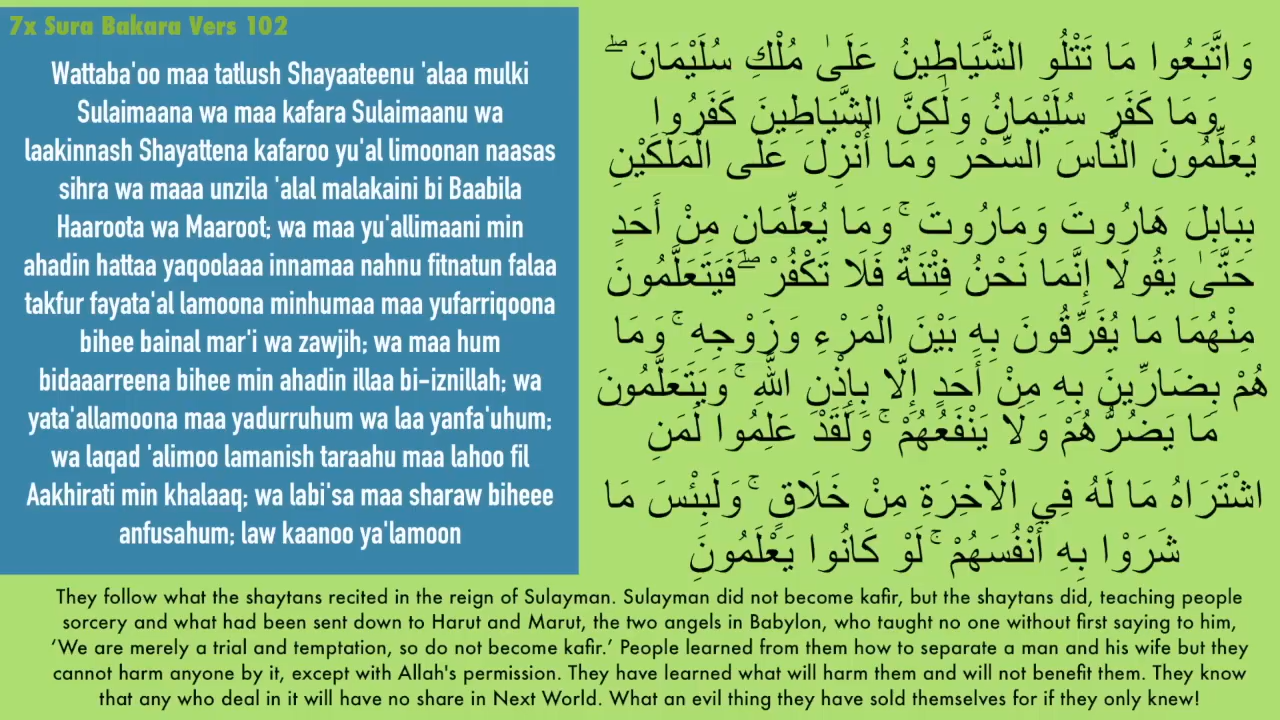 7x Sura Bakara Vers 102
Wattaba'oo maa tatlush Shayaateenu 'alaa mulki
Sulaimaana wa maa kafara Sulaimaanu wa
laakinnash Shayattena kafaroo yu'al limoonan naasas
sihra wa maaa unzila 'alal malakaini bi Baabila
Haaroota wa Maaroot; wa maa yu'allimaani min
ahadin hattaa yaqoolaaa innamaa nahnu fitnatun falaa
takfur fayata'al lamoona minhumaa maa yufarriqoona
bihee bainal mar'i wa zawjih; wa maa hum
bidaaarreena bihee min ahadin illaa bi-iznillah; wa
yata'allamoona maa yadurruhum wa laa yanfa'uhum;
wa laqad 'alimoo lamanish taraahu maa lahoo fil
Aakhirati min khalaaq; wa labi'sa maa sharaw biheee
anfusahum; law kaanoo ya'lamoon
وَاتَّبَعُوا مَا تَتْلُو الشَّيَاطِينُ عَلَىٰ مُلْكِ سُلَيْمَانَ ۖ
وَمَا كَفَرَ سُلَيْمَانُ وَلَٰكِنَّ الشَّيَاطِينَ كَفَرُوا
يُعَلِّمُونَ النَّاسَ السِّحْرَ وَمَا أُنْزِلَ عَلَى الْمَلَكَيْنِ
بِبَابِلَ هَارُوتَ وَمَارُوتَ ۚ وَمَا يُعَلِّمَانِ مِنْ أَحَدٍ
حَتَّىٰ يَقُولَا إِنَّمَا نَحْنُ فِتْنَةٌ فَلَا تَكْفُرْ ۖ فَيَتَعَلَّمُونَ
مِنْهُمَا مَا يُفَرِّقُونَ بِهِ بَيْنَ الْمَرْءِ وَزَوْجِهِ ۚ وَمَا
هُمْ بِضَارِّينَ بِهِ مِنْ أَحَدٍ إِلَّا بِإِذْنِ اللَّهِ ۚ وَيَتَعَلَّمُونَ
مَا يَضُرُّهُمْ وَلَا يَنْفَعُهُمْ ۚ وَلَقَدْ عَلِمُوا لَمَنِ
اشْتَرَاهُ مَا لَهُ فِي الْآخِرَةِ مِنْ خَلَاقٍ ۚ وَلَبِئْسَ مَا
شَرَوْا بِهِ أَنْفُسَهُمْ ۚ لَوْ كَانُوا يَعْلَمُونَ
They follow what the shaytans recited in the reign of Sulayman. Sulayman did not become kafir, but the shaytans did, teaching people
sorcery and what had been sent down to Harut and Marut, the two angels in Babylon, who taught no one without first saying to him,
‘We are merely a trial and temptation, so do not become kafir.’ People learned from them how to separate a man and his wife but they
cannot harm anyone by it, except with Allah's permission. They have learned what will harm them and will not benefit them. They know
that any who deal in it will have no share in Next World. What an evil thing they have sold themselves for if they only knew!